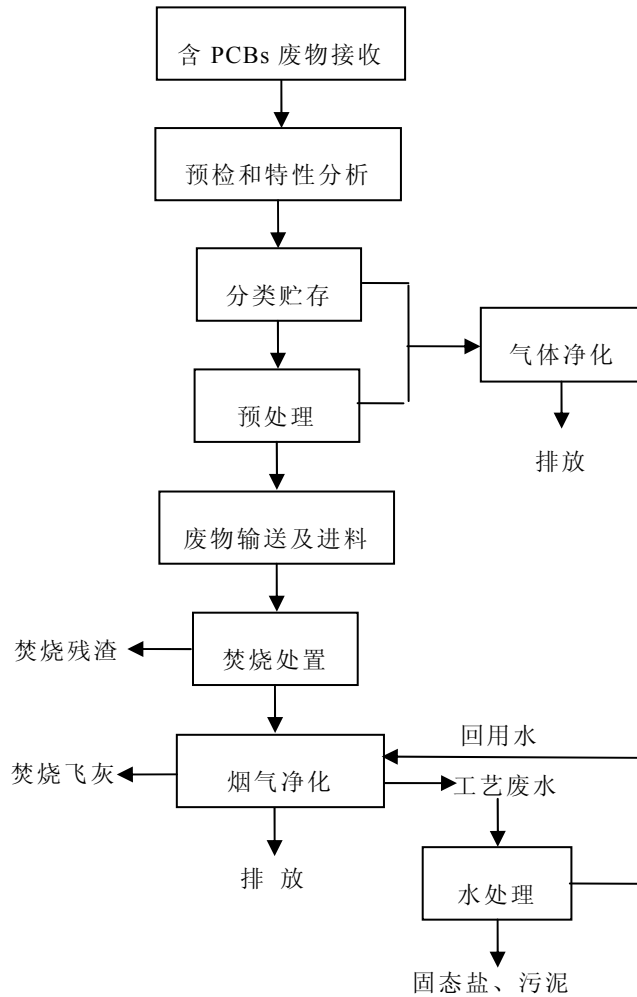 含 PCBs 废物接收
预检和特性分析
分类贮存
气体净化
预处理
排放
废物输送及进料
焚烧残渣
焚烧处置
回用水
焚烧飞灰
烟气净化
工艺废水
排 放
水处理
固态盐、污泥